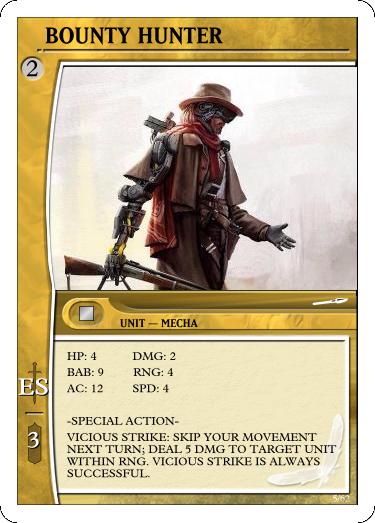 BOUNTY HUNTER
2
UNIT — MECHA
HP: 4 DMG: 2
BAB: 9 RNG: 4
AC: 12 SPD: 4
-SPECIAL ACTION-
VICIOUS STRIKE: SKIP YOUR MOVEMENT
NEXT TURN; DEAL 5 DMG TO TARGET UNIT
WITHIN RNG. VICIOUS STRIKE IS ALWAYS
SUCCESSFUL.
ES
3
5/62